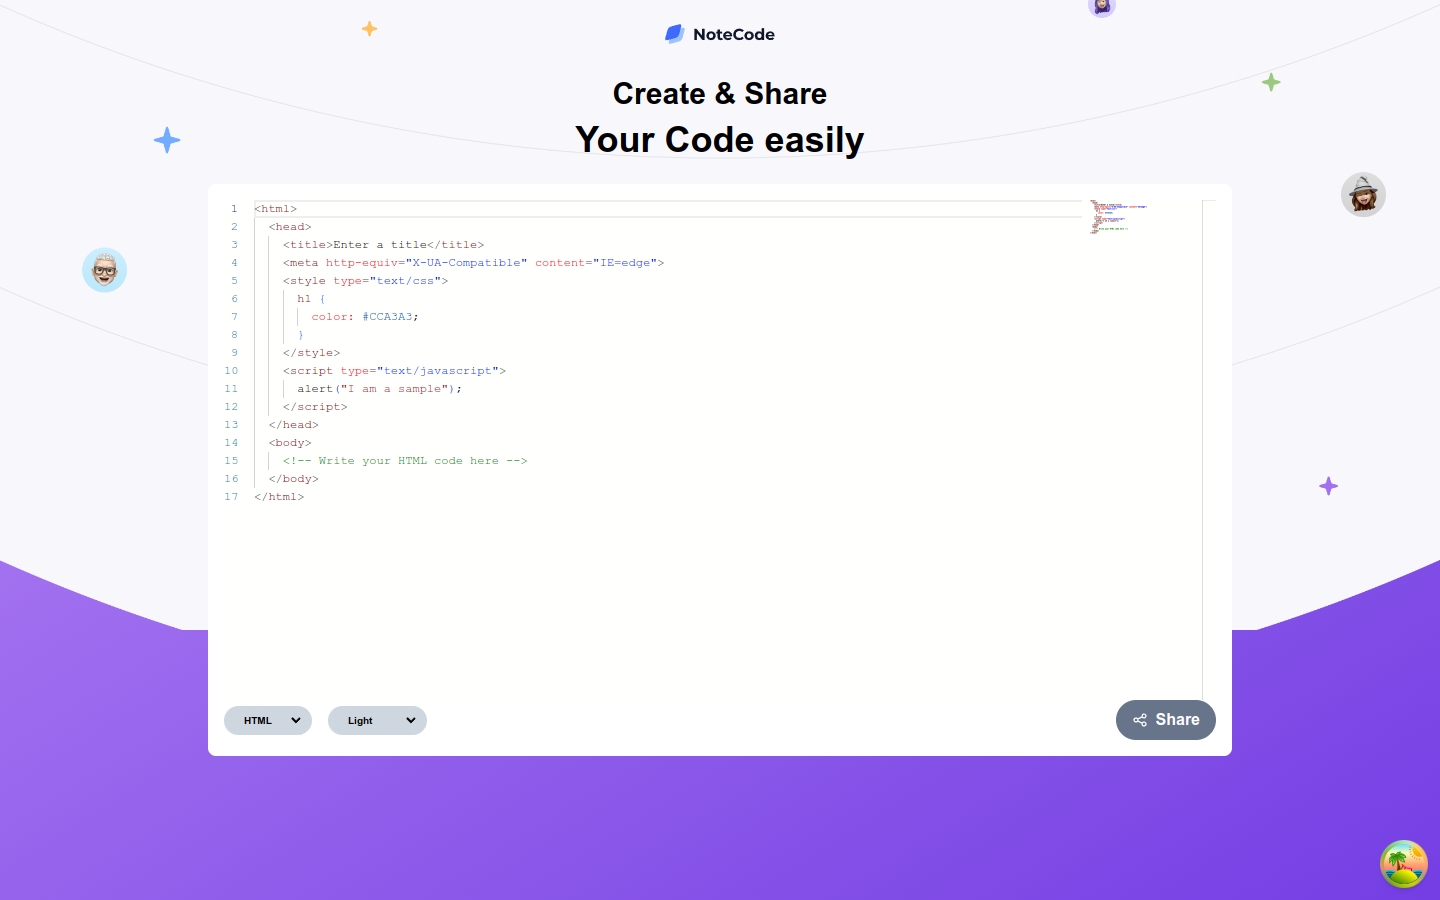 NoteCode
Create & Share
Your Code easily
1 <html>
2 <head>
3 <title>Enter a title</title>
4 <meta http-equiv="X-UA-Compatible" content="IE=edge">
5 <style type="text/css">
6 h1 {
7 color: #CCA3A3;
8 }
9 </style>
10 <script type="text/javascript">
11 alert("I am a sample");
12 </script>
13 </head>
14 <body>
15 <!-- Write your HTML code here -->
16 </body>
17 </html>
HTML Light Share